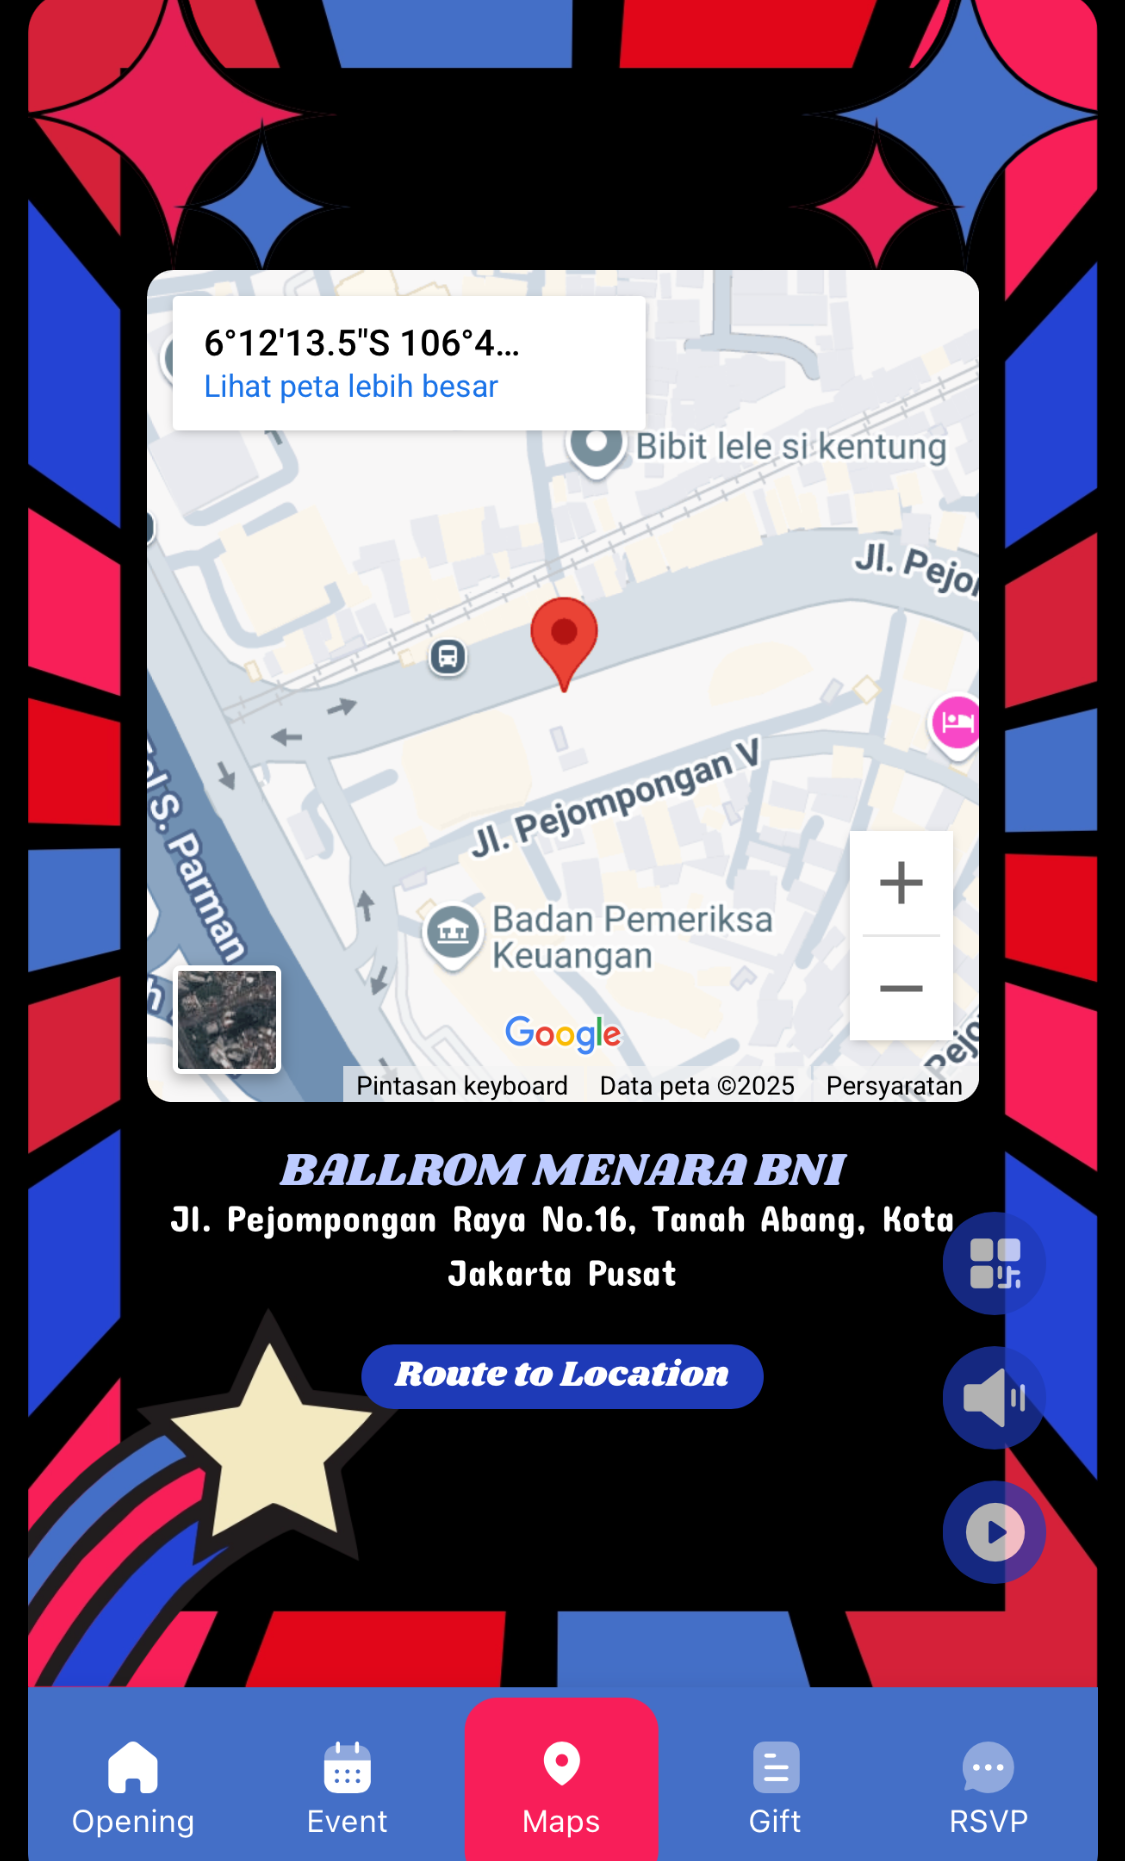 6°12'13.5"S 106°4...
Lihat peta lebih besar
Bibit lele si kentung
Jl. Pejom
Jl. Pejompongan V
S. Parman
Badan Pemeriksa
Keuangan
Google
Pintasan keyboard
Data peta ©2025
Persyaratan
BALLROM MENARA BNI
Jl. Pejompongan Raya No.16, Tanah Abang, Kota
Jakarta Pusat
Route to Location
Opening
Event
Maps
Gift
RSVP